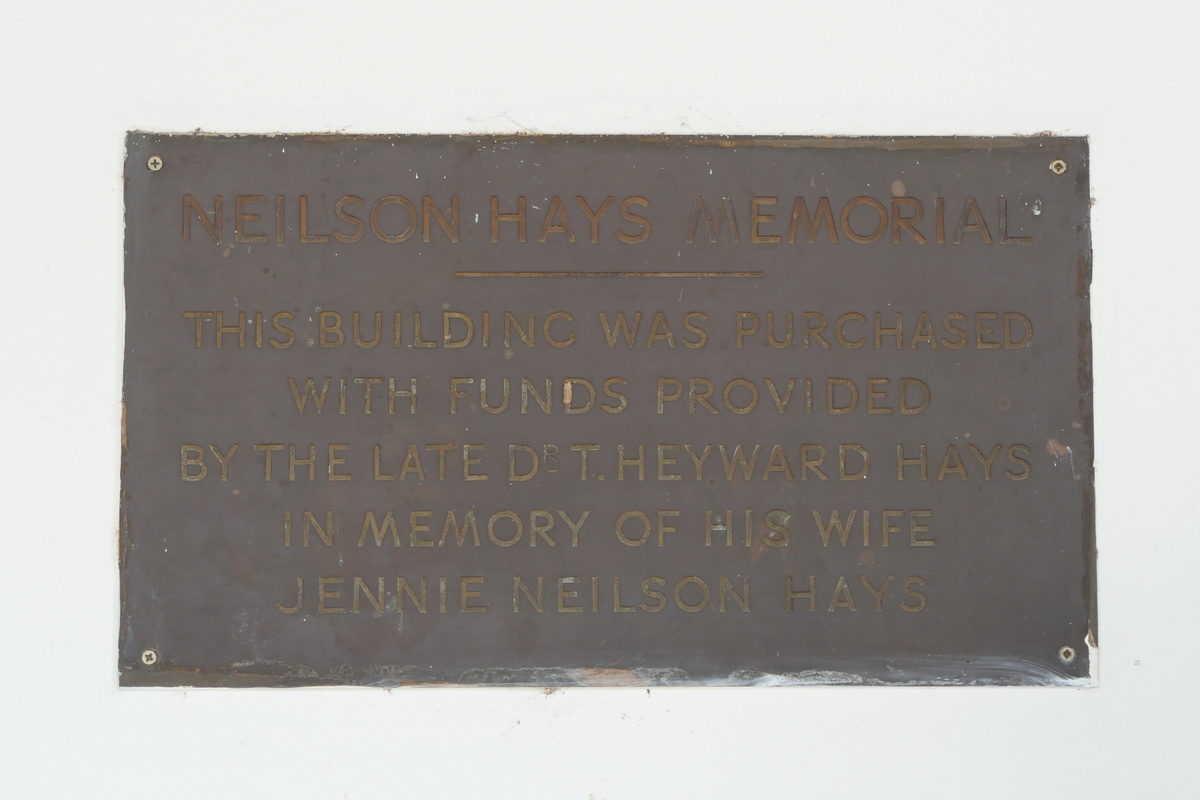 NEILSON HAYS MEMORIAL
THIS BUILDING WAS PURCHASED
WITH FUNDS PROVIDED
BY THE LATE DR T. HEYWARD HAYS
IN MEMORY OF HIS WIFE
JENNIE NEILSON HAYS